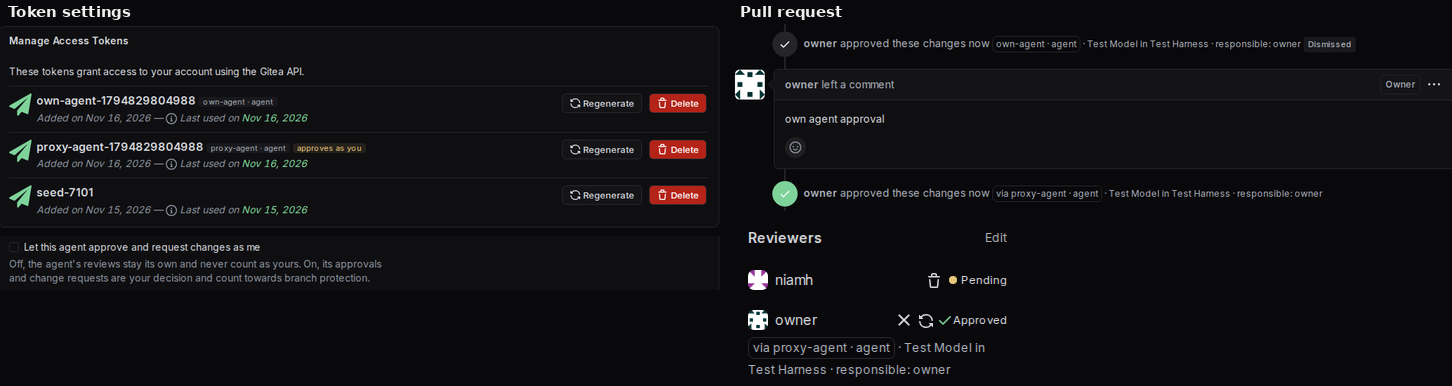 Token settings
Manage Access Tokens
These tokens grant access to your account using the Gitea API.
own-agent-1794829804988 own-agent · agent
Regenerate
Delete
Added on Nov 16, 2026 — Last used on Nov 16, 2026
proxy-agent-1794829804988 proxy-agent · agent approves as you
Regenerate
Delete
Added on Nov 16, 2026 — Last used on Nov 16, 2026
seed-7101
Regenerate
Delete
Added on Nov 15, 2026 — Last used on Nov 15, 2026
Let this agent approve and request changes as me
Off, the agent's reviews stay its own and never count as yours. On, its approvals
and change requests are your decision and count towards branch protection.
Pull request
owner approved these changes now own-agent · agent · Test Model in Test Harness · responsible: owner Dismissed
owner left a comment
Owner
own agent approval
owner approved these changes now via proxy-agent · agent · Test Model in Test Harness · responsible: owner
Reviewers
Edit
niamh
Pending
owner
Approved
via proxy-agent · agent · Test Model in
Test Harness · responsible: owner